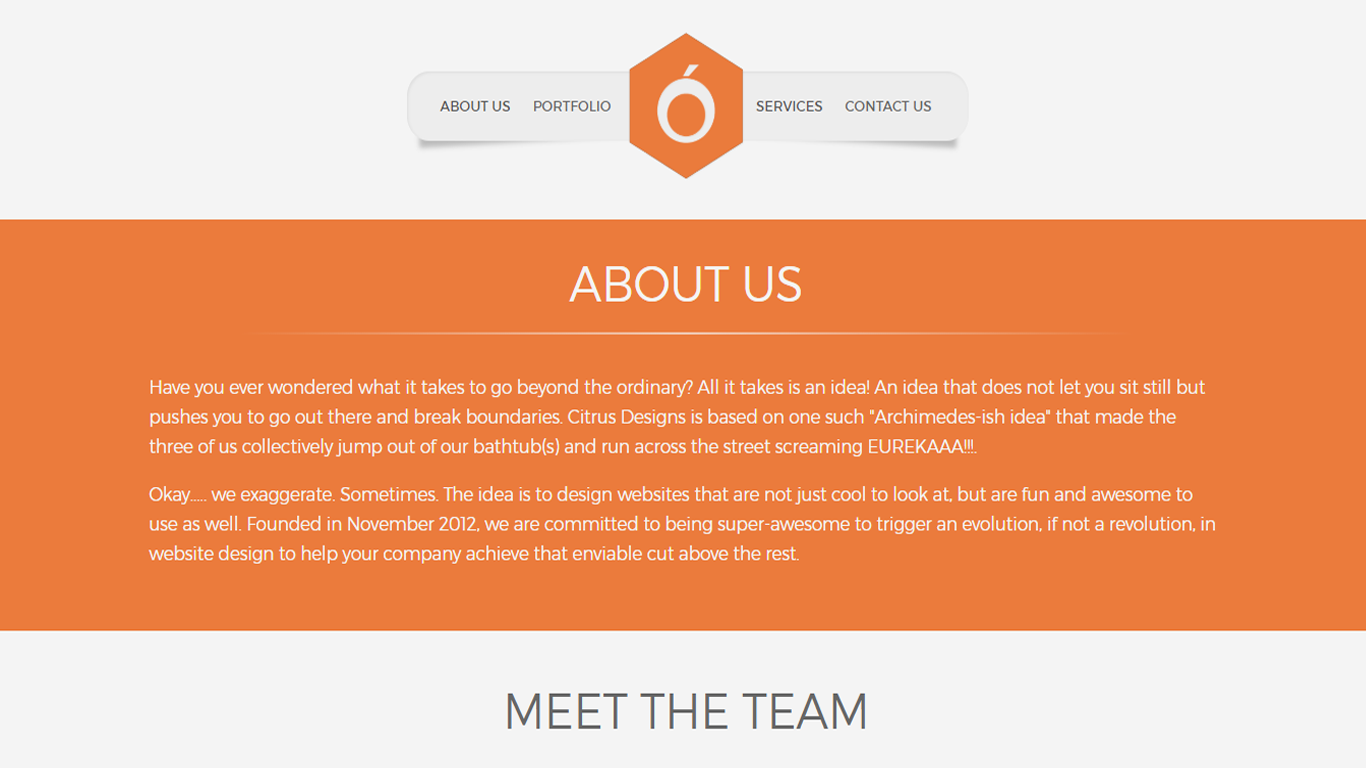 ABOUT US PORTFOLIO Ó SERVICES CONTACT US
ABOUT US
Have you ever wondered what it takes to go beyond the ordinary? All it takes is an idea! An idea that does not let you sit still but
pushes you to go out there and break boundaries. Citrus Designs is based on one such "Archimedes-ish idea" that made the
three of us collectively jump out of our bathtub(s) and run across the street screaming EUREKAAA!!!.
Okay..... we exaggerate. Sometimes. The idea is to design websites that are not just cool to look at, but are fun and awesome to
use as well. Founded in November 2012, we are committed to being super-awesome to trigger an evolution, if not a revolution, in
website design to help your company achieve that enviable cut above the rest.
MEET THE TEAM